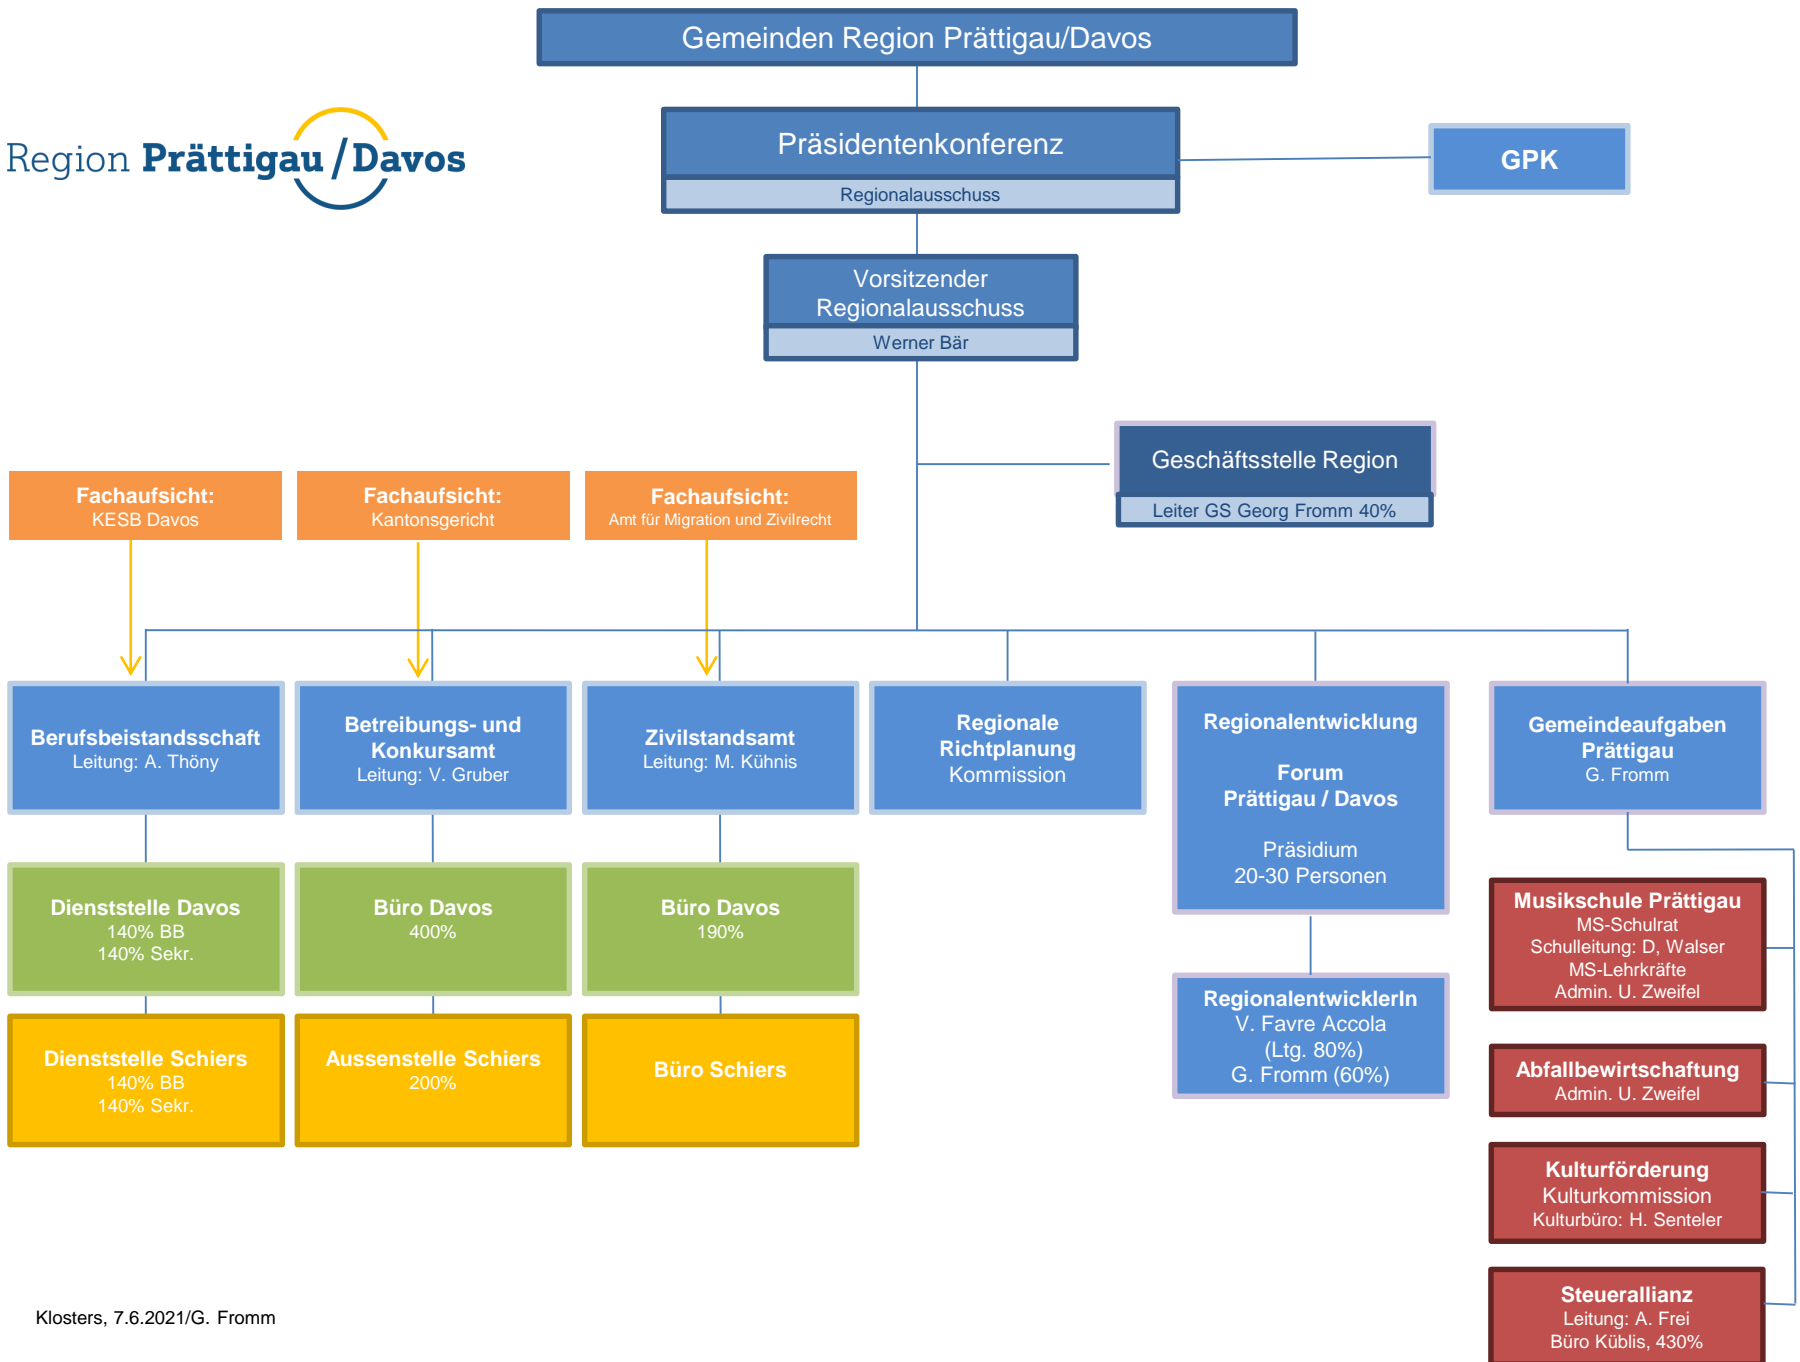 Gemeinden Region Prättigau/Davos
Region Prättigau / Davos
Präsidentenkonferenz
Regionalausschuss
GPK
Vorsitzender
Regionalausschuss
Werner Bär
Geschäftsstelle Region
Leiter GS Georg Fromm 40%
Fachaufsicht:
KESB Davos
Fachaufsicht:
Kantonsgericht
Fachaufsicht:
Amt für Migration und Zivilrecht
Berufsbeistandsschaft
Leitung: A. Thöny
Betreibungs- und
Konkursamt
Leitung: V. Gruber
Zivilstandsamt
Leitung: M. Kühnis
Regionale
Richtplanung
Kommission
Regionalentwicklung
Forum
Prättigau / Davos
Präsidium
20-30 Personen
Gemeindeaufgaben
Prättigau
G. Fromm
Dienststelle Davos
140% BB
140% Sekr.
Büro Davos
400%
Büro Davos
190%
Dienststelle Schiers
140% BB
140% Sekr.
Aussenstelle Schiers
200%
Büro Schiers
RegionalentwicklerIn
V. Favre Accola
(Ltg. 80%)
G. Fromm (60%)
Musikschule Prättigau
MS-Schulrat
Schulleitung: D, Walser
MS-Lehrkräfte
Admin. U. Zweifel
Abfallbewirtschaftung
Admin. U. Zweifel
Kulturförderung
Kulturkommission
Kulturbüro: H. Senteler
Steuerallianz
Leitung: A. Frei
Büro Küblis, 430%
Klosters, 7.6.2021/G. Fromm